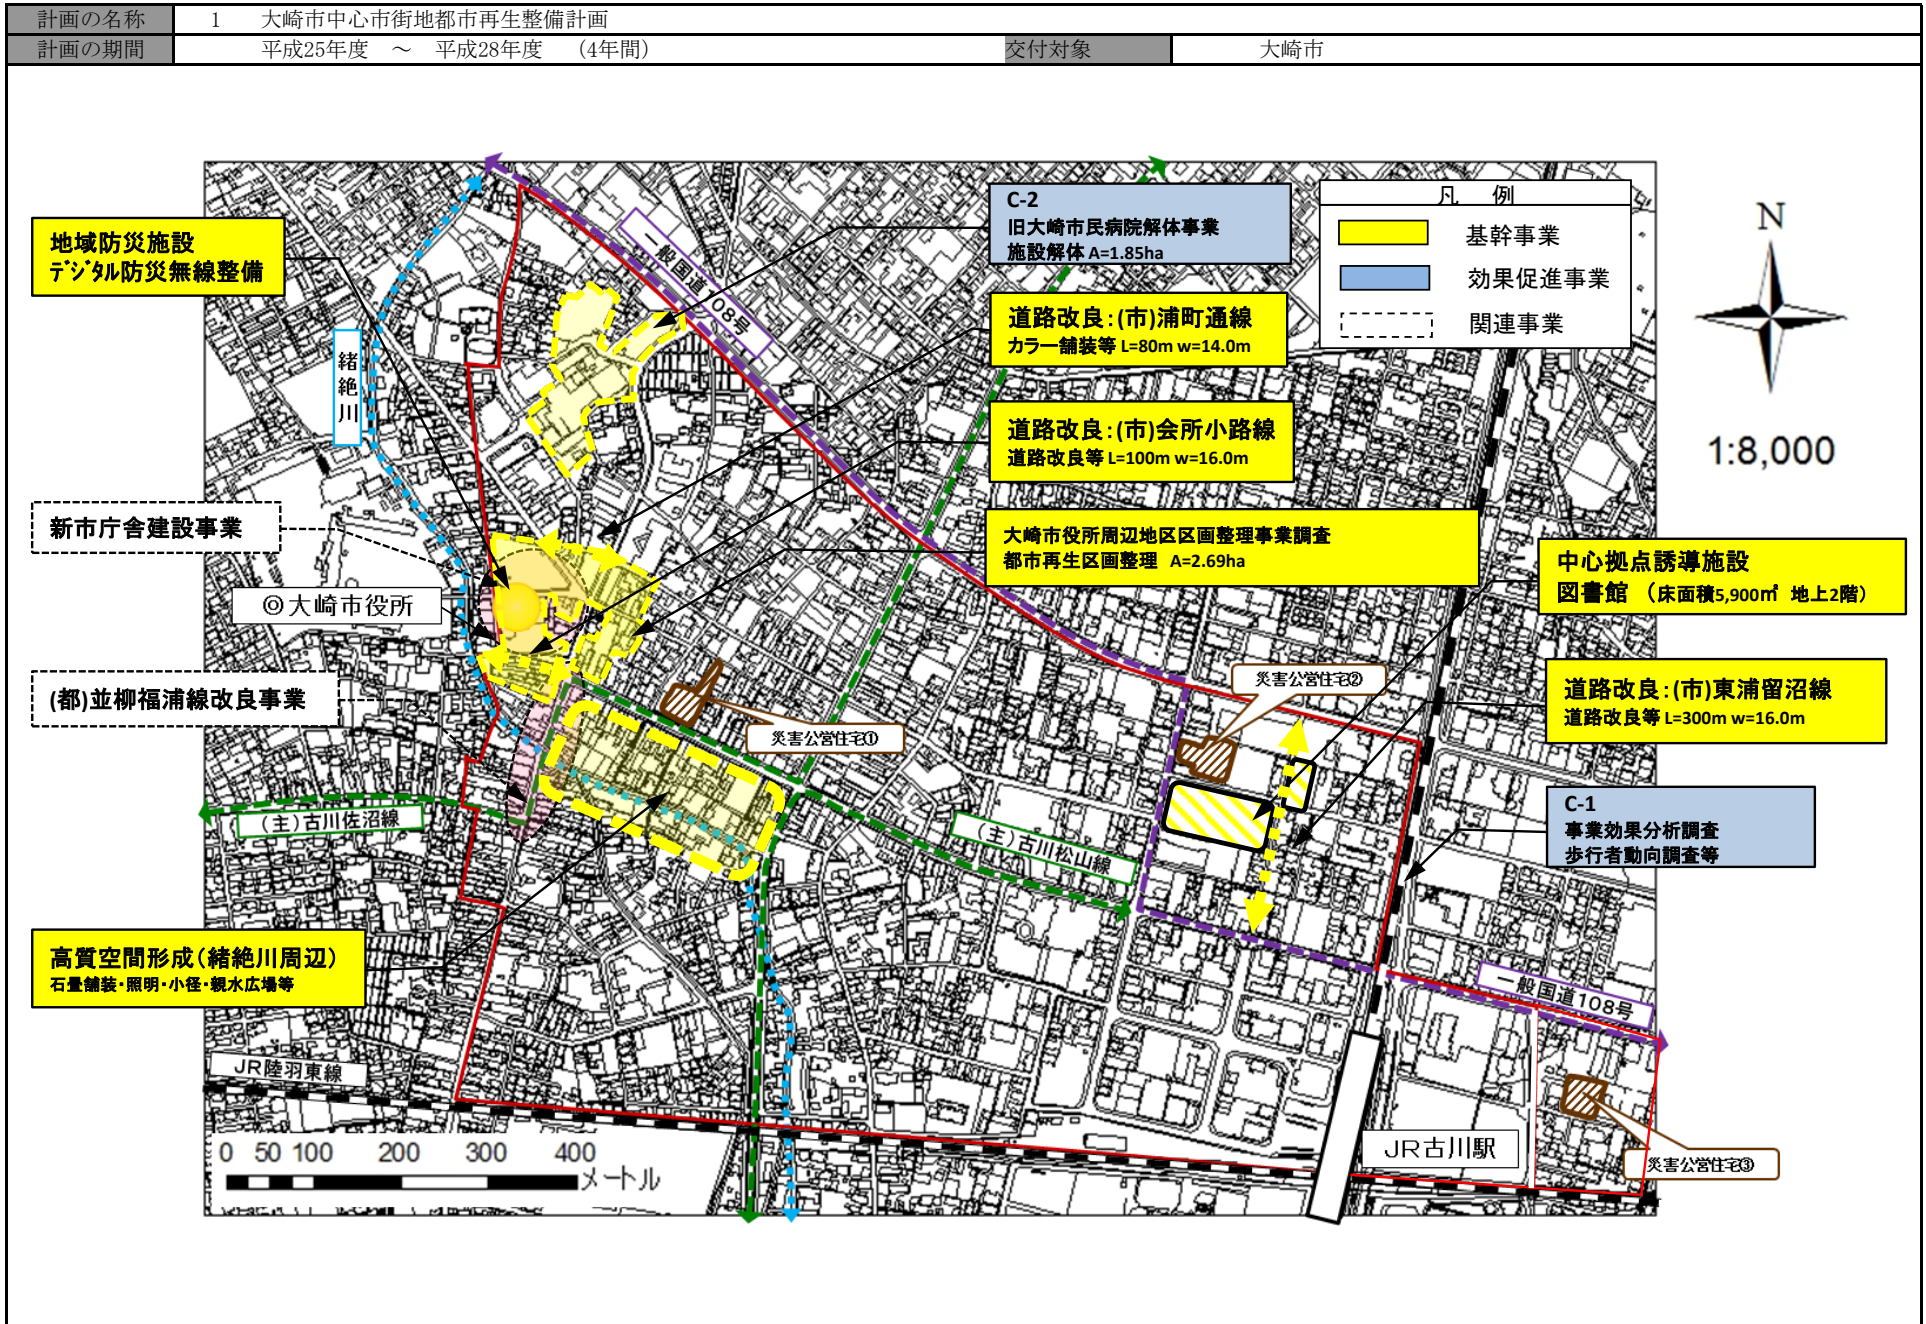 計画の名称 1 大崎市中心市街地都市再生整備計画
計画の期間 平成25年度 ～ 平成28年度 (4年間) 交付対象 大崎市
C-2
旧大崎市民病院解体事業
施設解体 A=1.85ha
凡 例
基幹事業
効果促進事業
関連事業
N
1:8,000
地域防災施設
デジタル防災無線整備
一般国道108号
道路改良:(市)浦町通線
カラー舗装等 L=80m w=14.0m
緒絶川
道路改良:(市)会所小路線
道路改良等 L=100m w=16.0m
新市庁舎建設事業
大崎市役所周辺地区区画整理事業調査
都市再生区画整理 A=2.69ha
中心拠点誘導施設
図書館 (床面積5,900㎡ 地上2階)
◎大崎市役所
(都)並柳福浦線改良事業
災害公営住宅②
道路改良:(市)東浦留沼線
道路改良等 L=300m w=16.0m
災害公営住宅①
C-1
事業効果分析調査
歩行者動向調査等
(主)古川佐沼線
(主)古川松山線
高質空間形成(緒絶川周辺)
石畳舗装・照明・小径・親水広場等
一般国道108号
JR陸羽東線
JR古川駅
災害公営住宅③
0 50 100 200 300 400
メートル